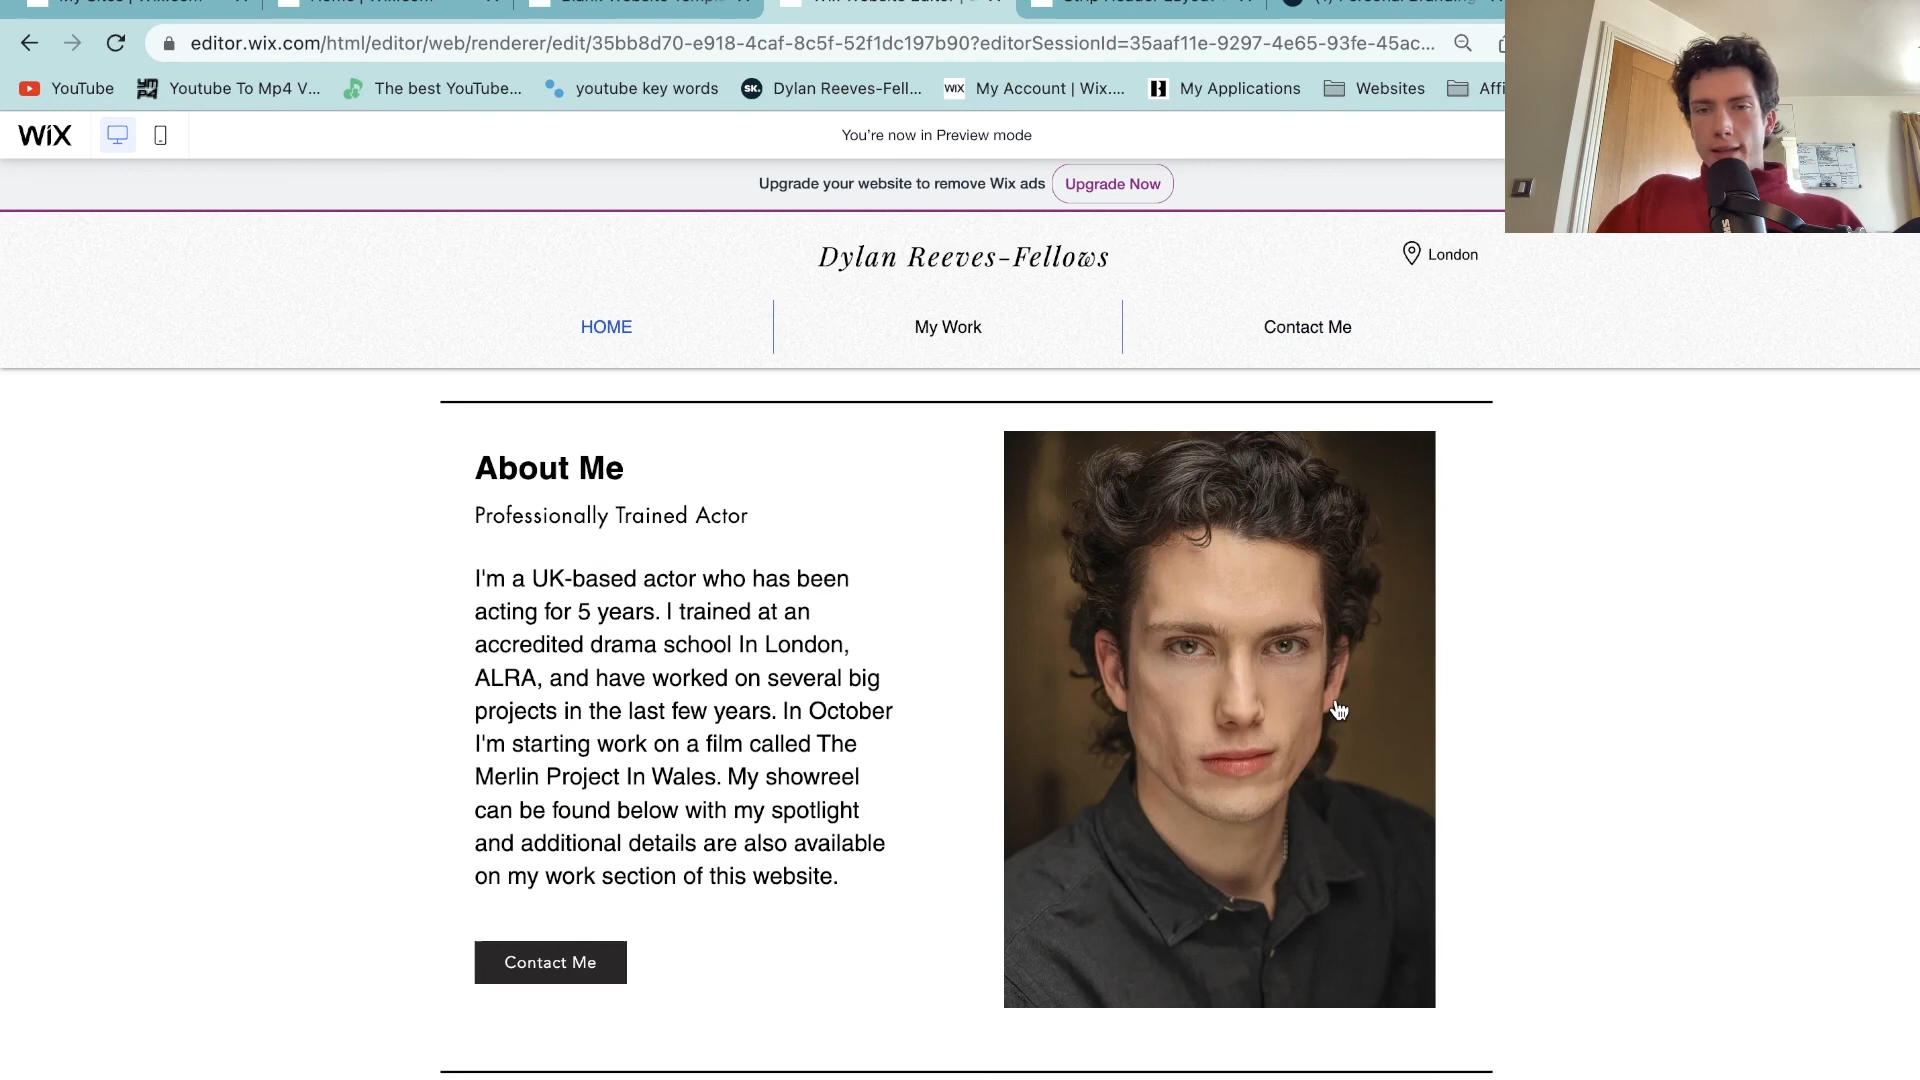 editor.wix.com/html/editor/web/renderer/edit/35bb8d70-e918-4caf-8c5f-52f1dc197b90?editorSessionId=35aaf11e-9297-4e65-93fe-45ac...
YouTube Youtube To Mp4 V... The best YouTube... youtube key words SK. Dylan Reeves-Fell... WIX My Account | Wix.... My Applications Websites Affi
WiX You're now in Preview mode
Upgrade your website to remove Wix ads Upgrade Now
Dylan Reeves-Fellows London
HOME My Work Contact Me
About Me
Professionally Trained Actor
I'm a UK-based actor who has been
acting for 5 years. I trained at an
accredited drama school In London,
ALRA, and have worked on several big
projects in the last few years. In October
I'm starting work on a film called The
Merlin Project In Wales. My showreel
can be found below with my spotlight
and additional details are also available
on my work section of this website.
Contact Me